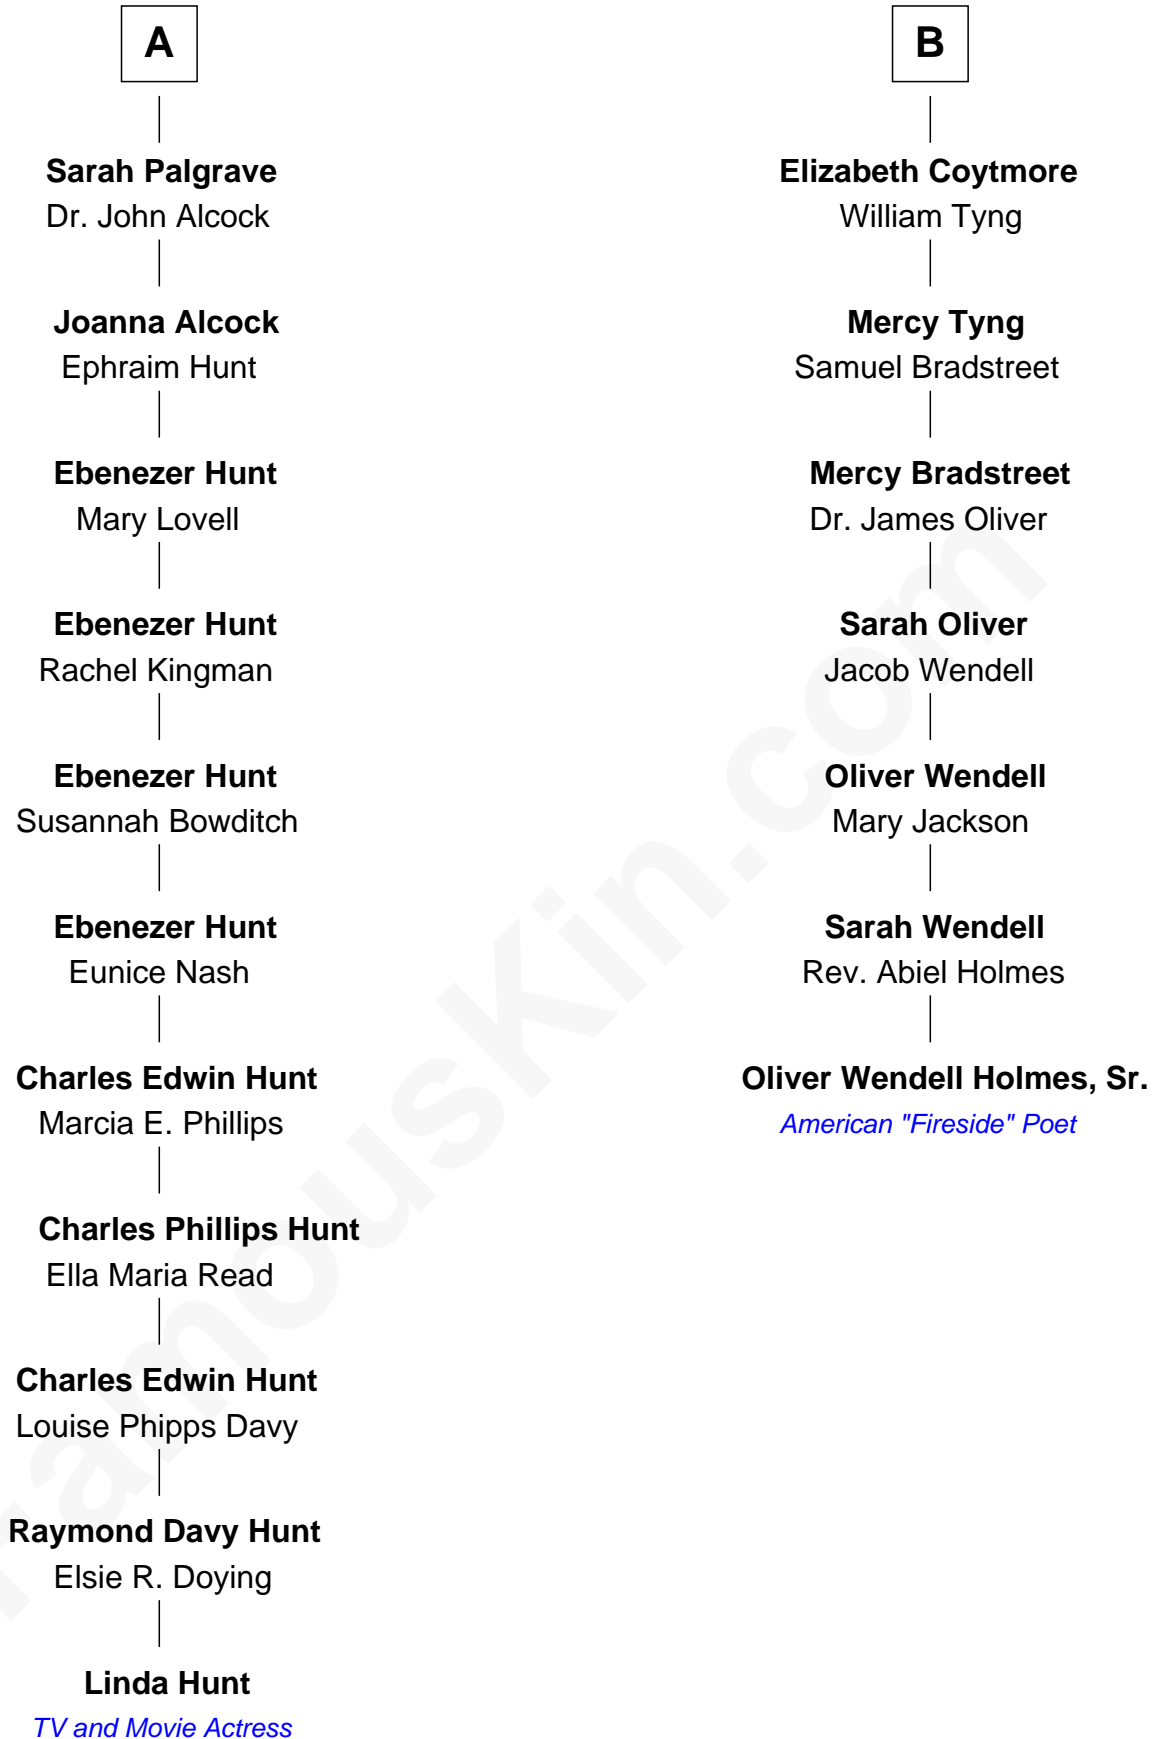 A
Sarah Palgrave
Dr. John Alcock
Joanna Alcock
Ephraim Hunt
Ebenezer Hunt
Mary Lovell
Ebenezer Hunt
Rachel Kingman
Ebenezer Hunt
Susannah Bowditch
Ebenezer Hunt
Eunice Nash
Charles Edwin Hunt
Marcia E. Phillips
Charles Phillips Hunt
Ella Maria Read
Charles Edwin Hunt
Louise Phipps Davy
Raymond Davy Hunt
Elsie R. Doying
Linda Hunt
TV and Movie Actress
B
Elizabeth Coytmore
William Tyng
Mercy Tyng
Samuel Bradstreet
Mercy Bradstreet
Dr. James Oliver
Sarah Oliver
Jacob Wendell
Oliver Wendell
Mary Jackson
Sarah Wendell
Rev. Abiel Holmes
Oliver Wendell Holmes, Sr.
American "Fireside" Poet
FamousKin.com